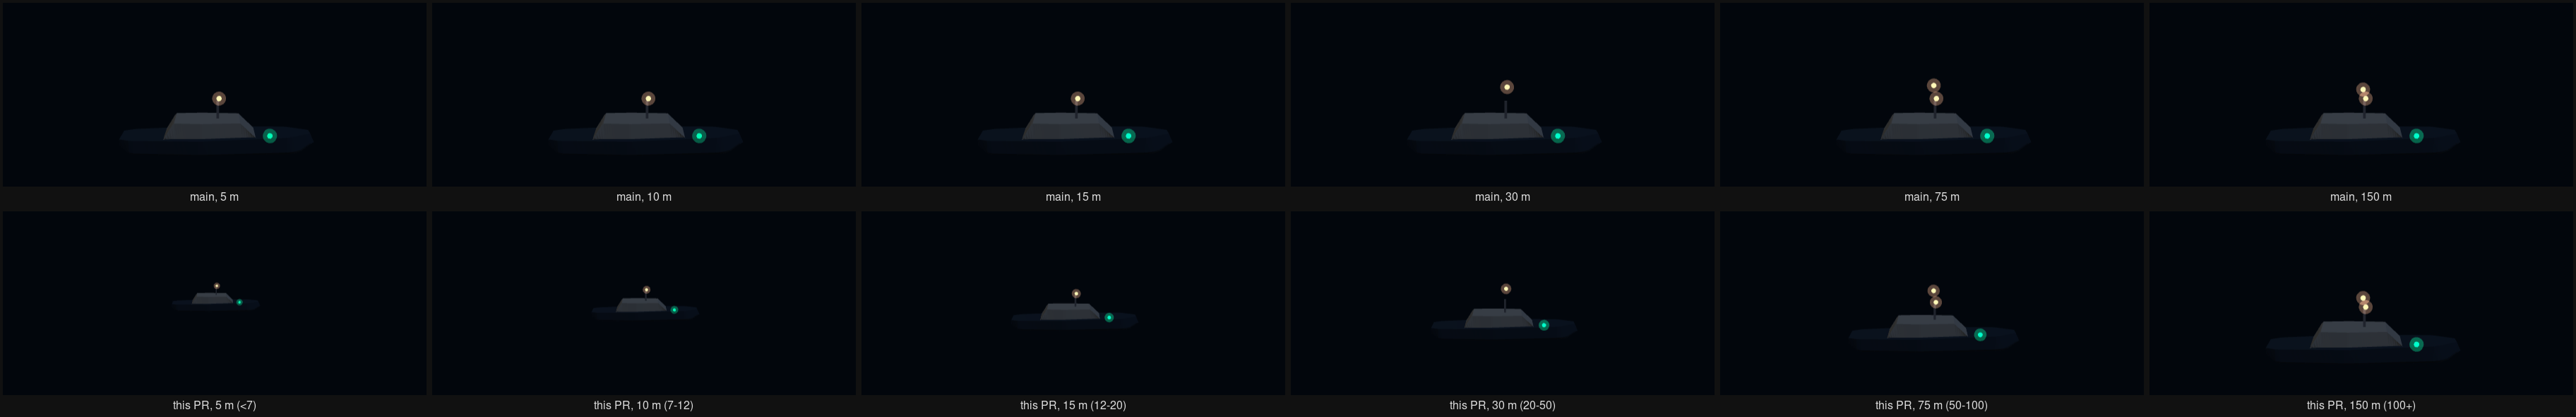 main, 5 m
main, 10 m
main, 15 m
main, 30 m
main, 75 m
main, 150 m
this PR, 5 m (<7)
this PR, 10 m (7-12)
this PR, 15 m (12-20)
this PR, 30 m (20-50)
this PR, 75 m (50-100)
this PR, 150 m (100+)